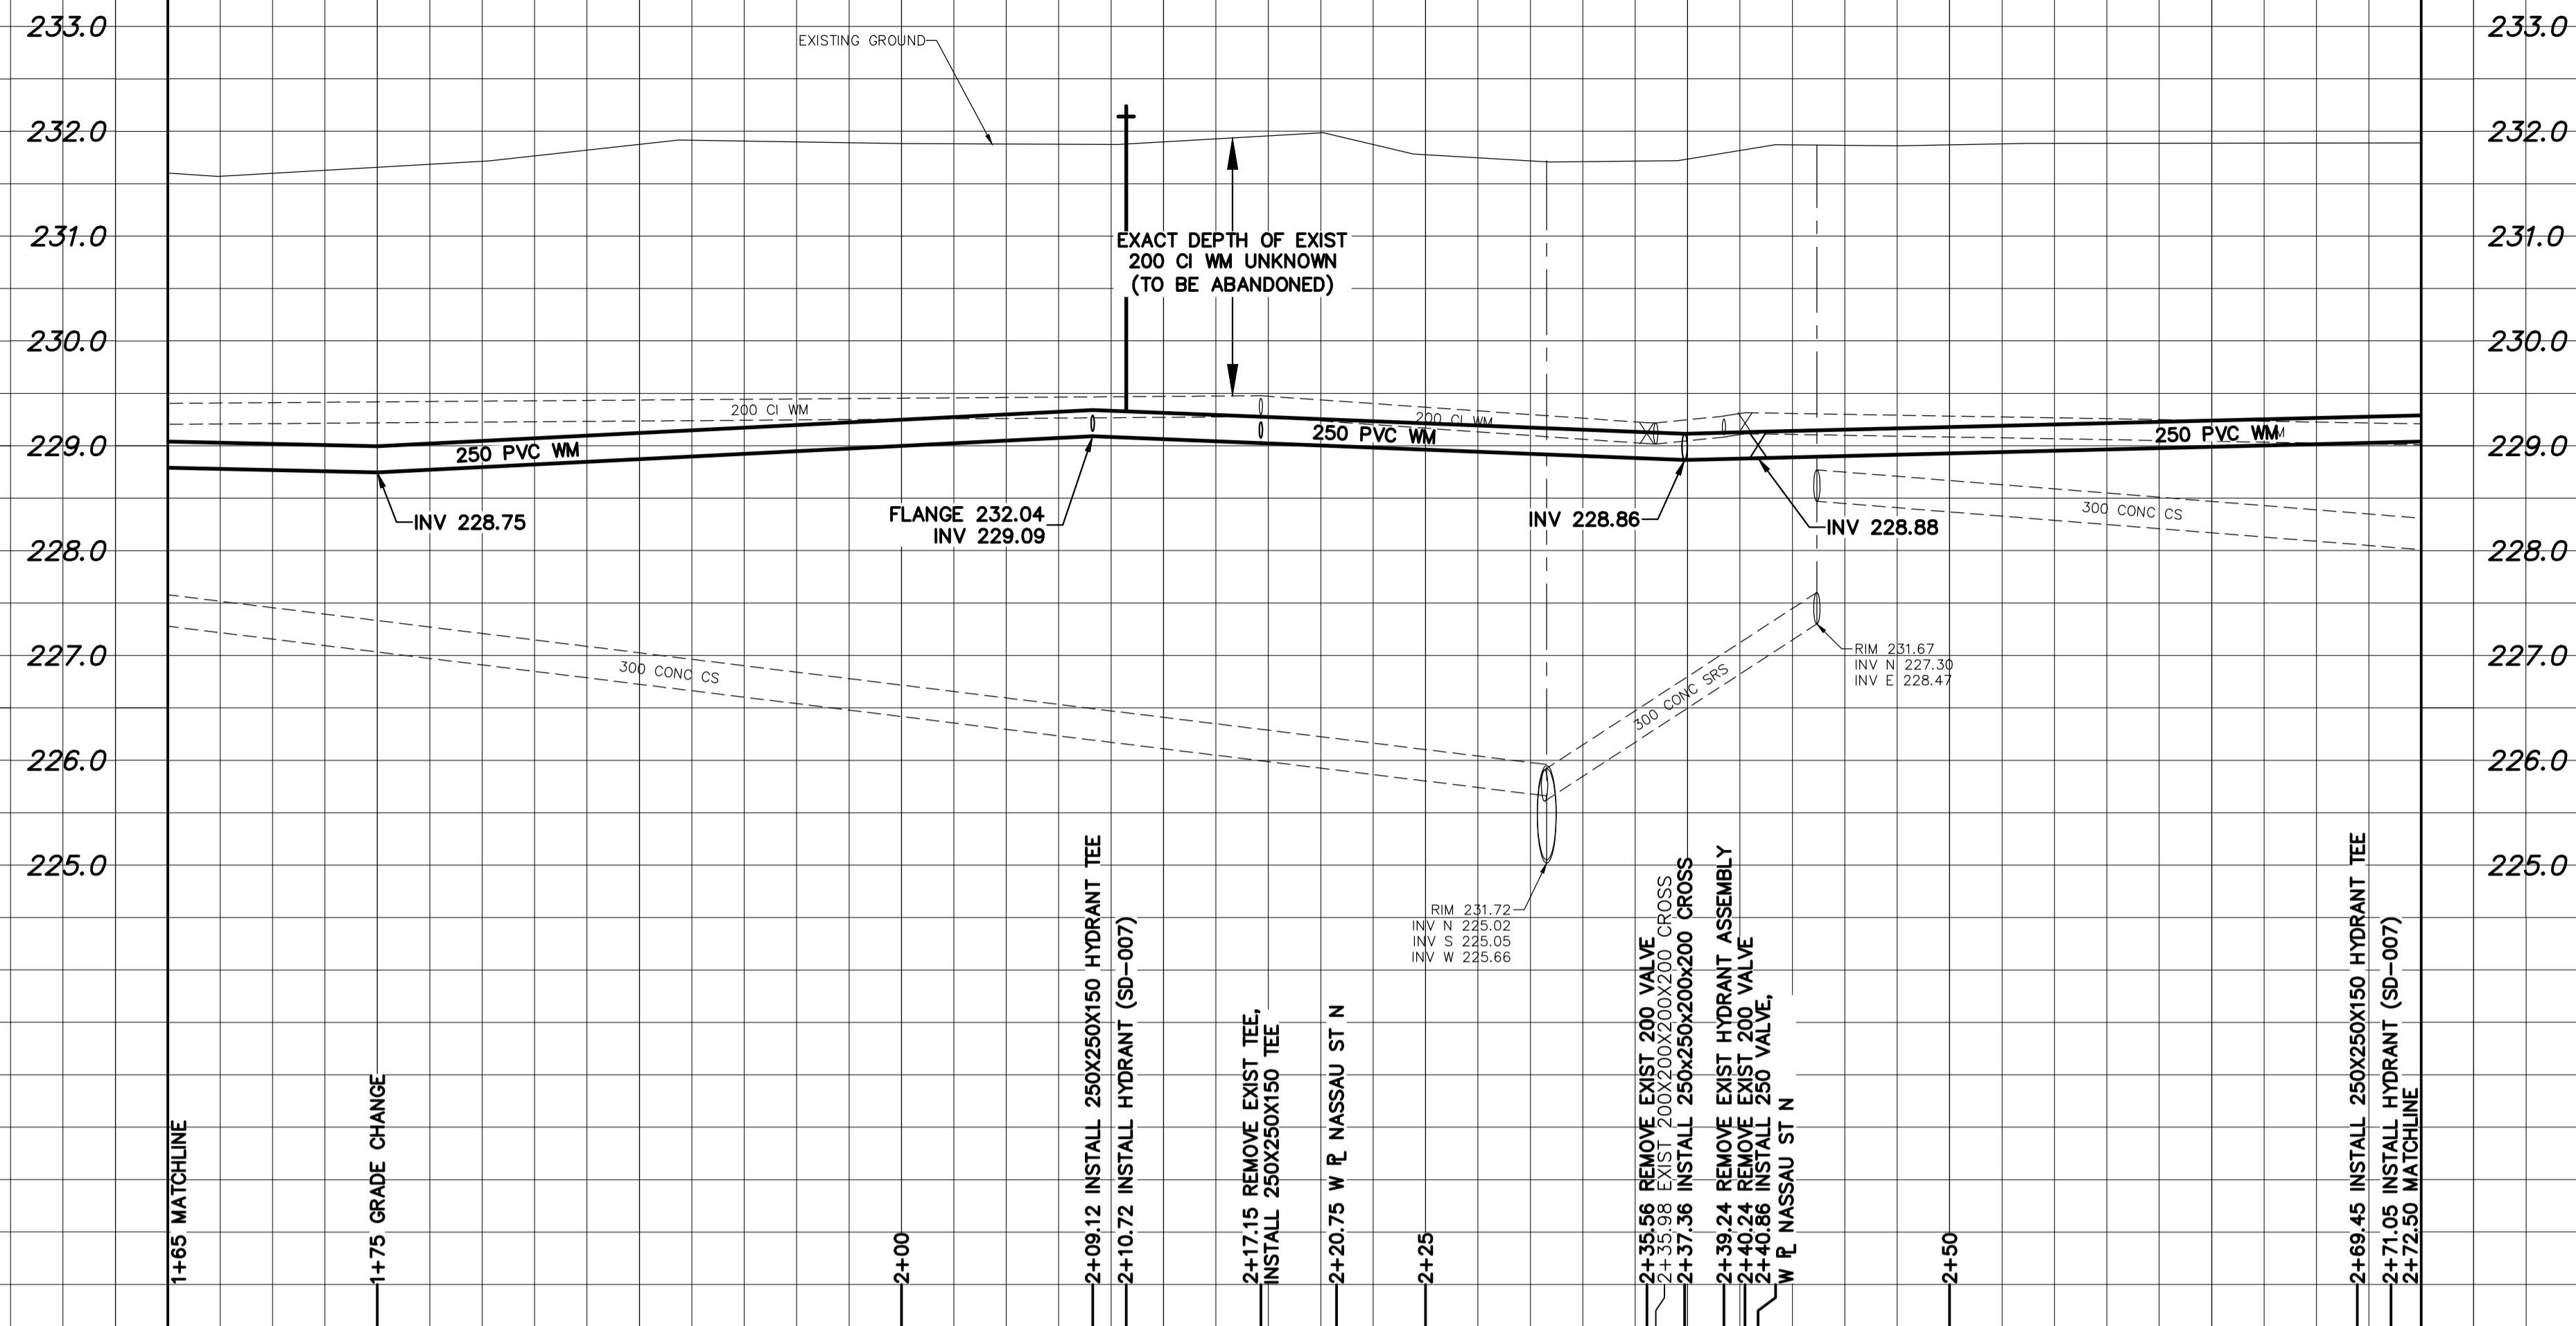 233.0
233.0
EXISTING GROUND
232.0
232.0
231.0
231.0
EXACT DEPTH OF EXIST
200 CI WM UNKNOWN
(TO BE ABANDONED)
230.0
230.0
200 CI WM
200 CI WM
229.0
250 PVC WM
250 PVC WM
250 PVC WM
229.0
INV 228.75
FLANGE 232.04
INV 229.09
INV 228.86
INV 228.88
300 CONC CS
228.0
228.0
227.0
300 CONC CS
300 CONC SRS
RIM 231.67
INV N 227.30
INV E 228.47
227.0
226.0
226.0
225.0
225.0
RIM 231.72
INV N 225.02
INV S 225.05
INV W 225.66
1+65 MATCHLINE
1+75 GRADE CHANGE
2+00
2+09.12 INSTALL 250X250X150 HYDRANT TEE
2+10.72 INSTALL HYDRANT (SD-007)
2+17.15 REMOVE EXIST TEE,
INSTALL 250X250X150 TEE
2+20.75 W PL NASSAU ST N
2+25
2+35.56 REMOVE EXIST 200 VALVE
2+35.98 EXIST 200X200X200X200 CROSS
2+37.36 INSTALL 250x250x200x200 CROSS
2+39.24 REMOVE EXIST HYDRANT ASSEMBLY
2+40.24 REMOVE EXIST 200 VALVE
2+40.86 INSTALL 250 VALVE,
W PL NASSAU ST N
2+50
2+69.45 INSTALL 250X250X150 HYDRANT TEE
2+71.05 INSTALL HYDRANT (SD-007)
2+72.50 MATCHLINE